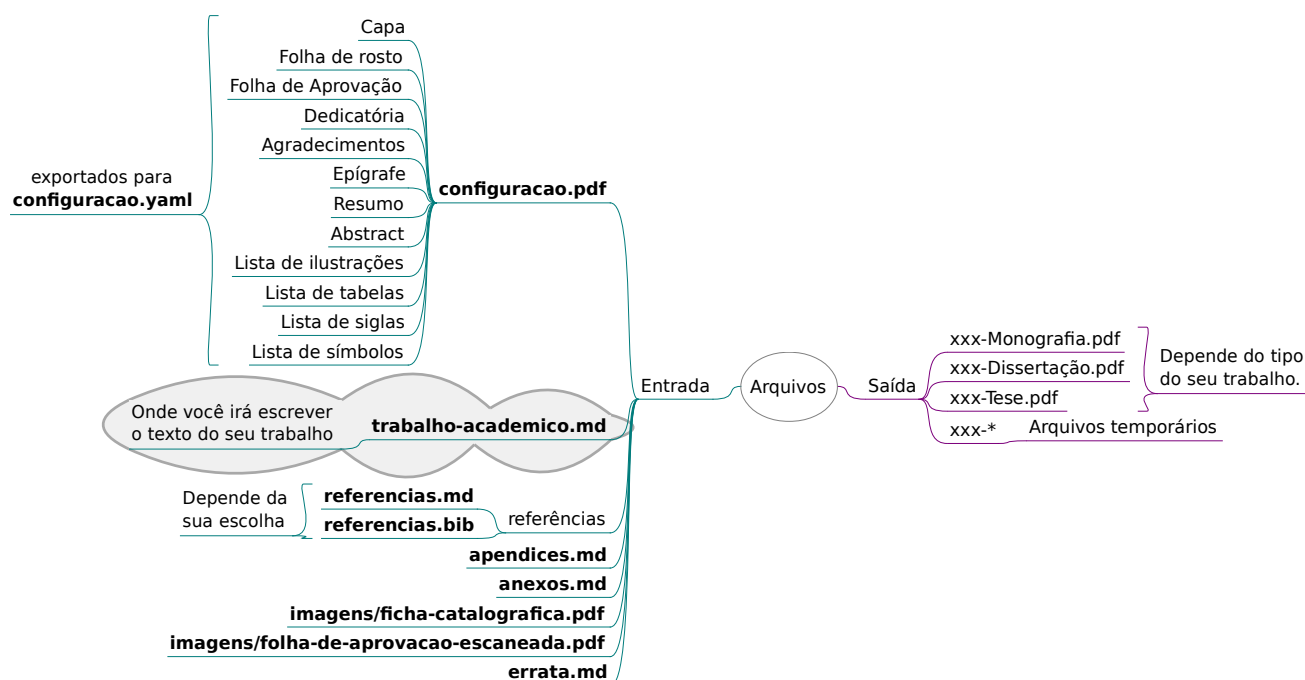 Capa
Folha de rosto
Folha de Aprovação
Dedicatória
Agradecimentos
Epígrafe
Resumo
Abstract
Lista de ilustrações
Lista de tabelas
Lista de siglas
Lista de símbolos
exportados para
configuracao.yaml
configuracao.pdf
Onde você irá escrever
o texto do seu trabalho
trabalho-academico.md
Depende da
sua escolha
referencias.md
referencias.bib
referências
apendices.md
anexos.md
imagens/ficha-catalografica.pdf
imagens/folha-de-aprovacao-escaneada.pdf
errata.md
Entrada
Arquivos
Saída
xxx-Monografia.pdf
xxx-Dissertação.pdf
xxx-Tese.pdf
Depende do tipo
do seu trabalho.
xxx-*
Arquivos temporários